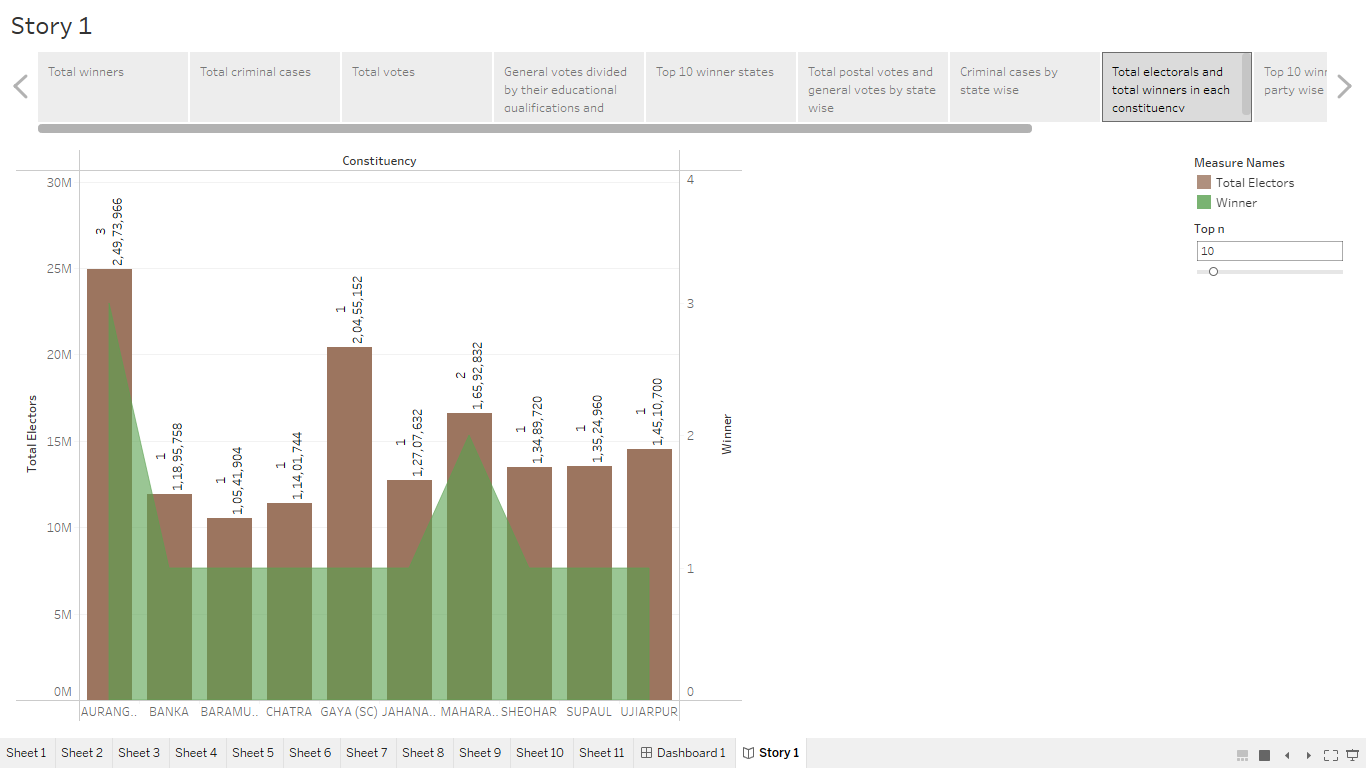 Story 1
Total winners
Total criminal cases
Total votes
General votes divided
by their educational
qualifications and
Top 10 winner states
Total postal votes and
general votes by state
wise
Criminal cases by
state wise
Total electorals and
total winners in each
constituency
Top 10 winn
party wise
Constituency
30M
25M
20M
15M
10M
5M
0M
Total Electors
3
2,49,73,966
1
1,18,95,758
1
1,05,41,904
1
1,14,01,744
1
2,04,55,152
1
1,27,07,632
2
1,65,92,832
1
1,34,89,720
1
1,35,24,960
1
1,45,10,700
4
3
2
1
0
Winner
AURANG.. BANKA BARAMU.. CHATRA GAYA (SC) JAHANA.. MAHARA.. SHEOHAR SUPAUL UJIARPUR
Measure Names
Total Electors
Winner
Top n
10
Sheet 1 Sheet 2 Sheet 3 Sheet 4 Sheet 5 Sheet 6 Sheet 7 Sheet 8 Sheet 9 Sheet 10 Sheet 11 Dashboard 1 Story 1